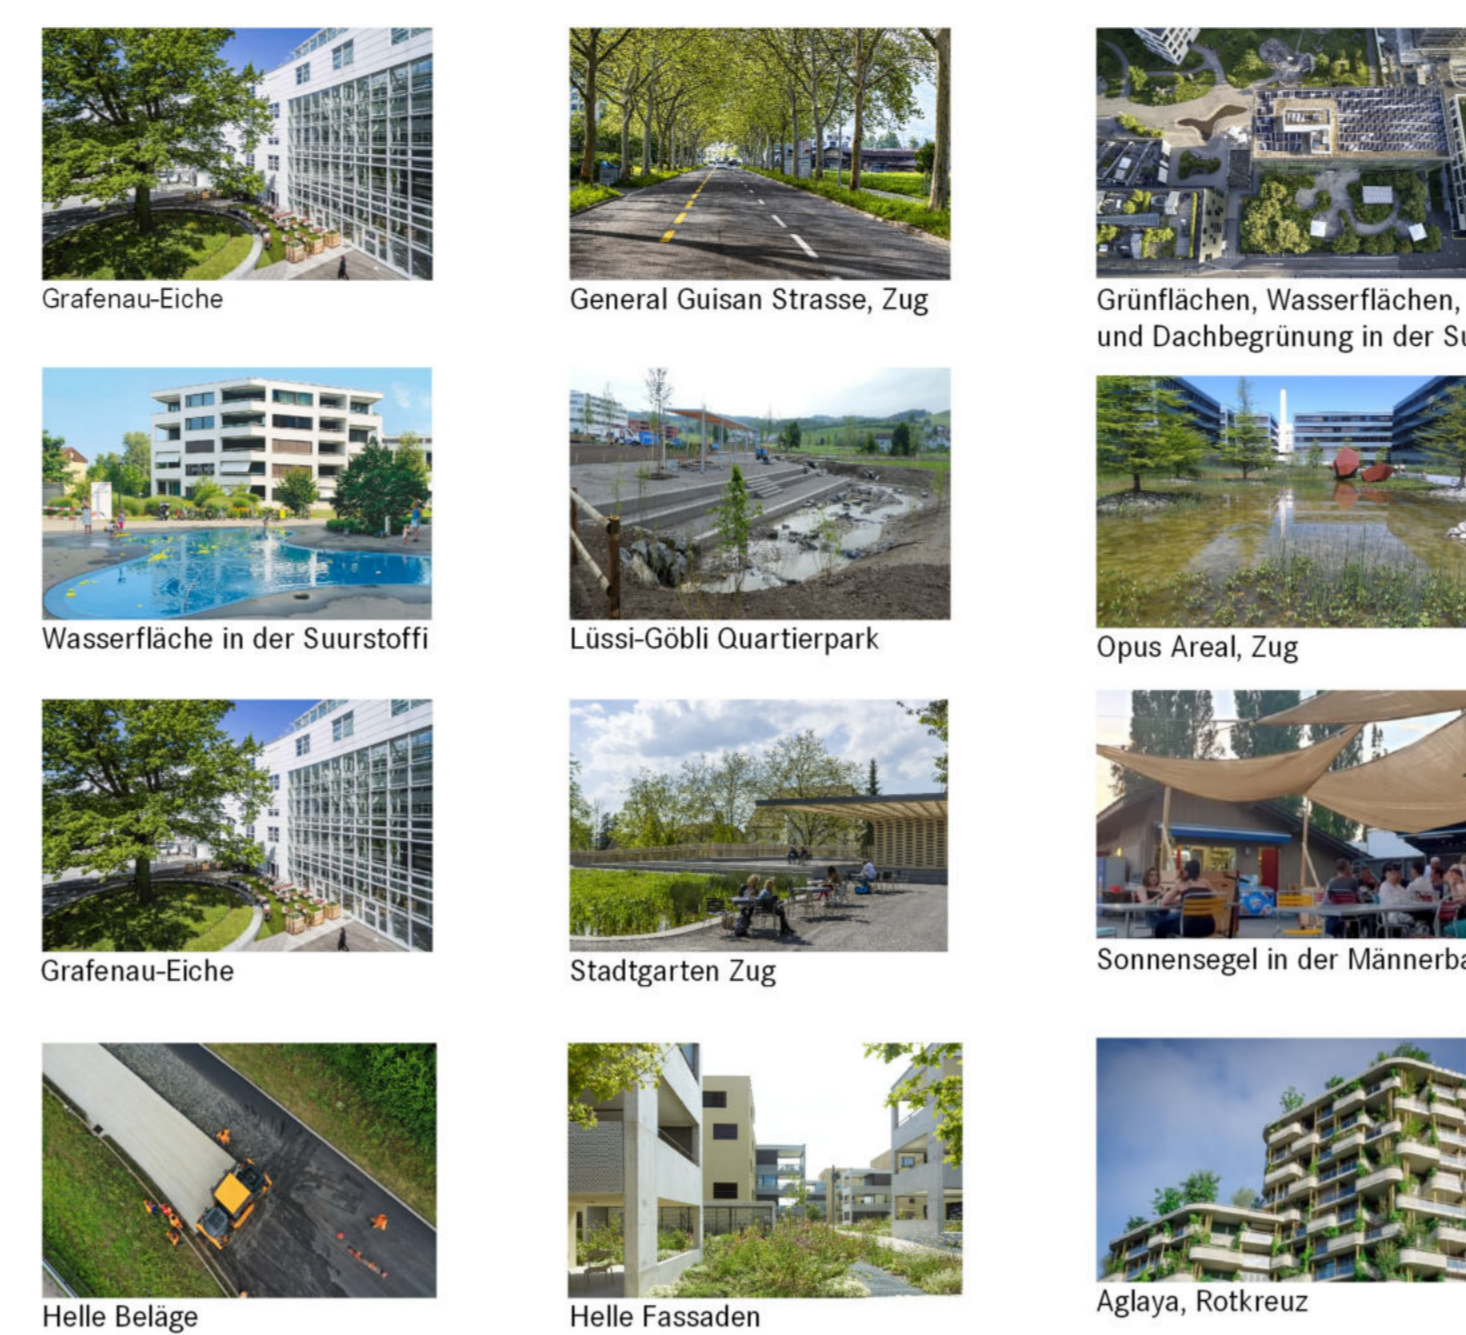 Grafenau-Eiche
General Guisan Strasse, Zug
Grünflächen, Wasserflächen,
und Dachbegrünung in der
Wasserfläche in der Suurstoffi
Lüssi-Göbli Quartierpark
Opus Areal, Zug
Grafenau-Eiche
Stadtgarten Zug
Sonnensegel in der
Helle Beläge
Helle Fassaden
Aglaya, Rotkreuz